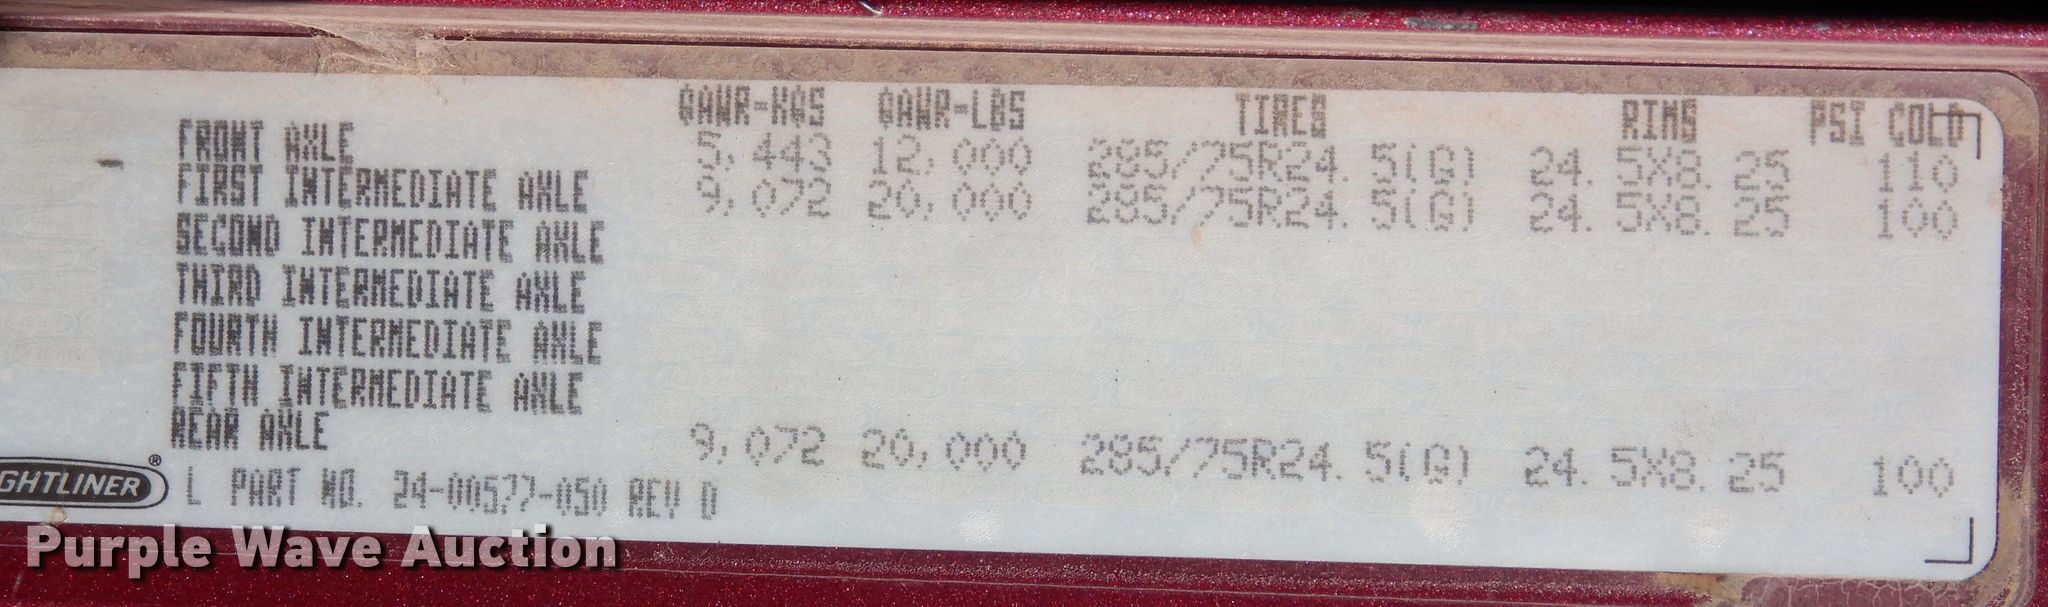 GAWR-KGS GAWR-LBS TIRES RIMS PSI COLD
FRONT AXLE 5,443 12,000 285/75R24.5(G) 24.5X8.25 110
FIRST INTERMEDIATE AXLE 9,072 20,000 285/75R24.5(G) 24.5X8.25 100
SECOND INTERMEDIATE AXLE
THIRD INTERMEDIATE AXLE
FOURTH INTERMEDIATE AXLE
FIFTH INTERMEDIATE AXLE
REAR AXLE 9,072 20,000 285/75R24.5(G) 24.5X8.25 100
GHTLINER® L PART NO. 24-00577-050 REV D
Purple Wave Auction